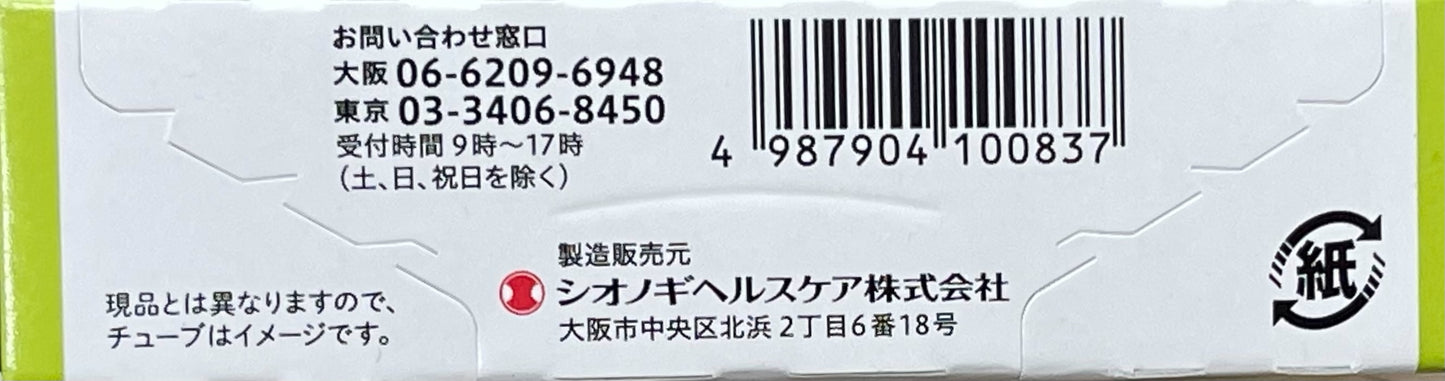 お問い合わせ窓口
大阪 06-6209-6948
東京 03-3406-8450
受付時間 9時〜17時
（土、日、祝日を除く）
4 987904 100837
製造販売元
シオノギヘルスケア株式会社
大阪市中央区北浜 2丁目6番18号
現品とは異なりますので、
チューブはイメージです。
紙